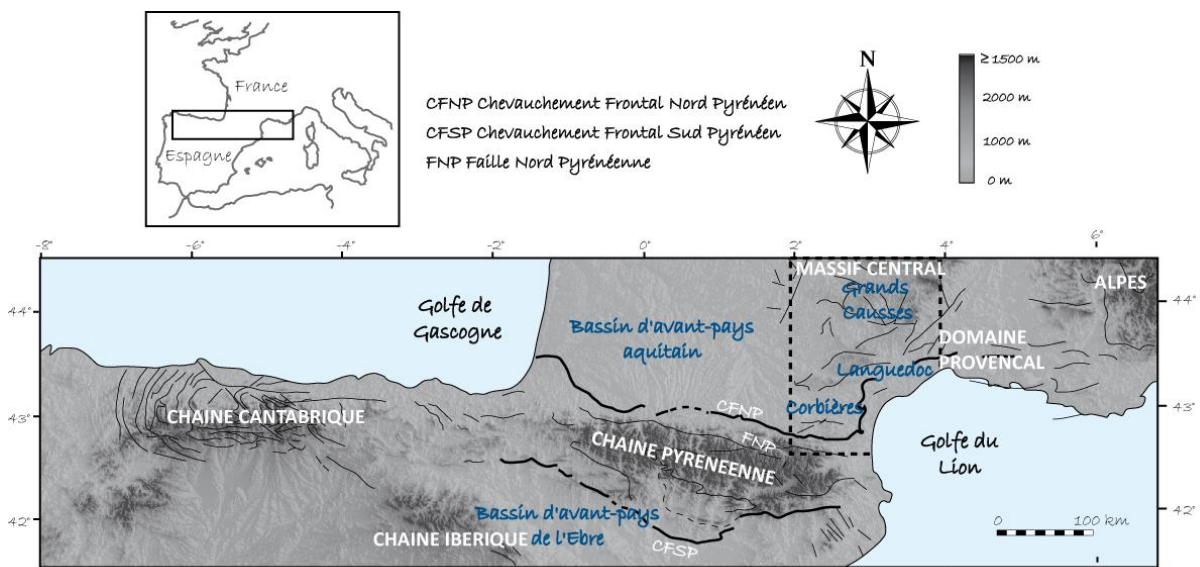 France
Espagne
CFNP Chevauchement Frontal Nord Pyrénéen
CFSP Chevauchement Frontal Sud Pyrénéen
FNP Faille Nord Pyrénéenne
N
≥ 1500 m
2000 m
1000 m
0 m
-8° -6° -4° -2° 0° 2° 4° 6°
44° 44°
43° 43°
42° 42°
Golfe de
Gascogne
Bassin d'avant-pays
aquitain
MASSIF CENTRAL
Grands
Causses
ALPES
DOMAINE
PROVENCAL
Languedoc
Corbières
CHAINE CANTABRIQUE
CFNP
FNP
CHAINE PYRENEENNE
Golfe du
Lion
Bassin d'avant-pays
de l'Ebre
CHAINE IBERIQUE
CFSP
0 100 km